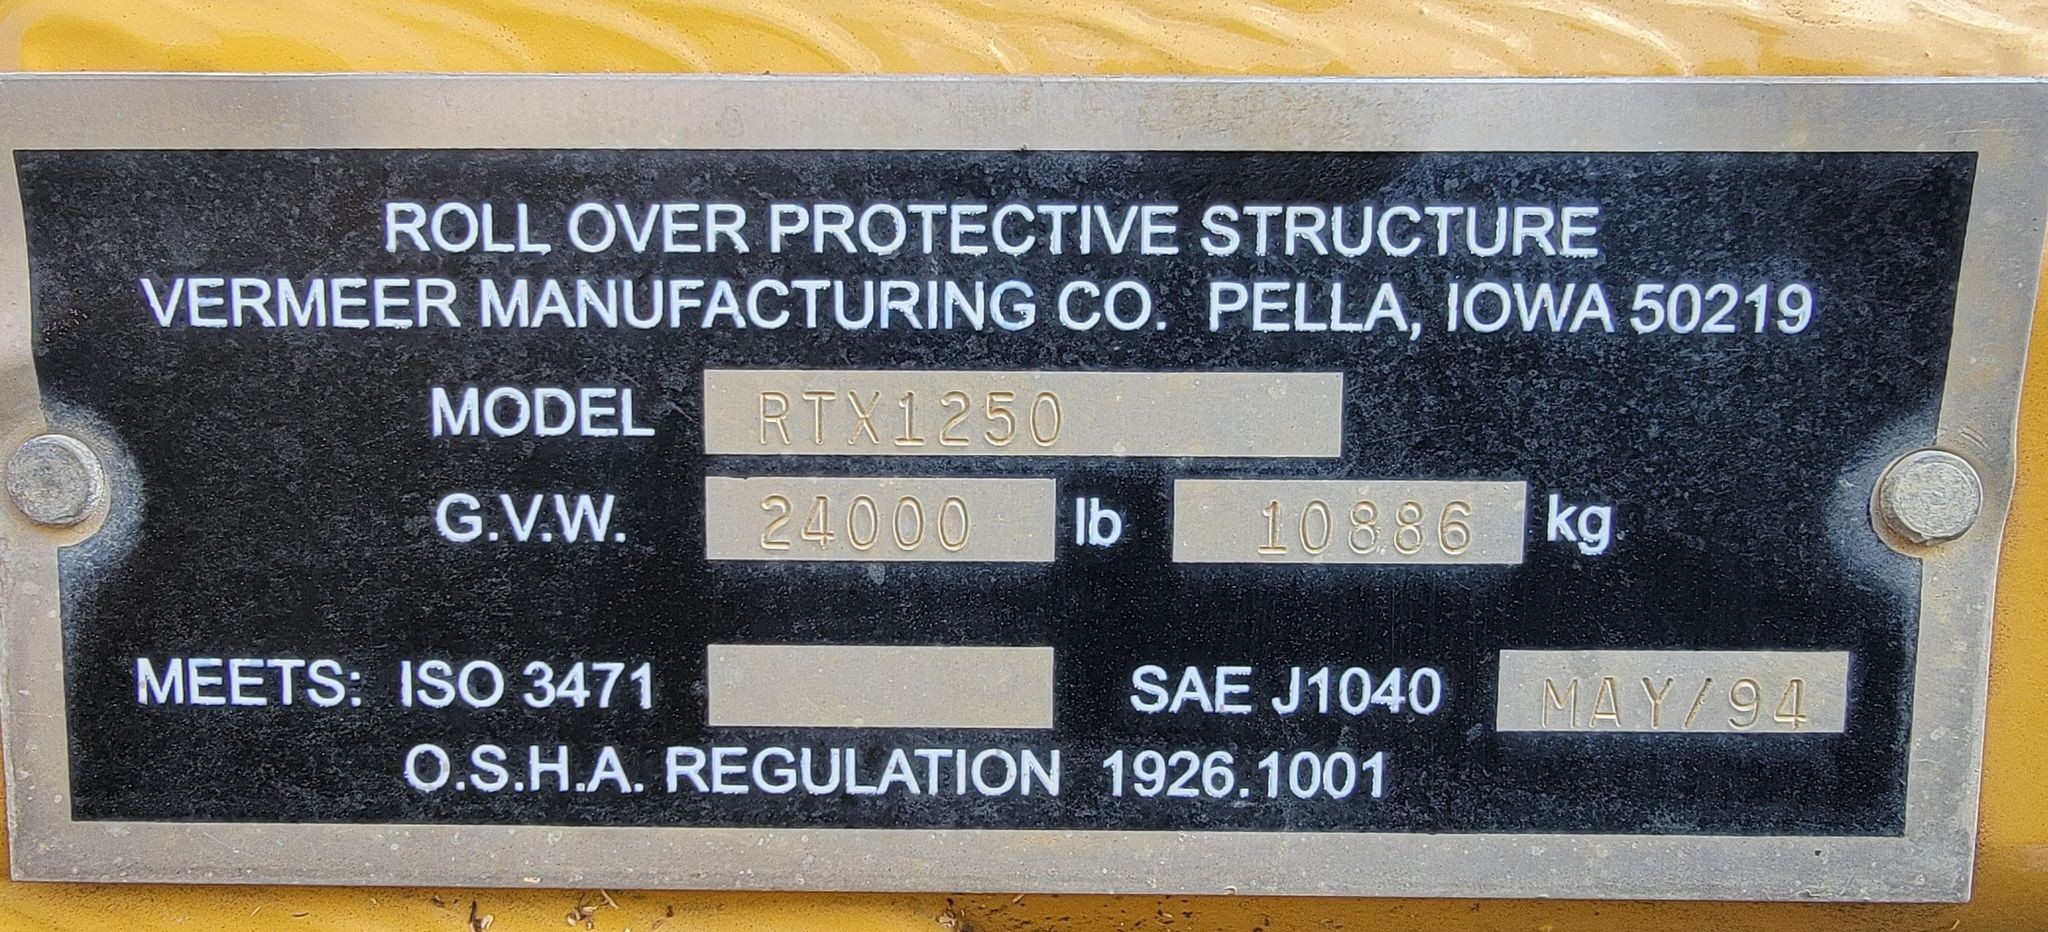 ROLL OVER PROTECTIVE STRUCTURE
VERMEER MANUFACTURING CO. PELLA, IOWA 50219
MODEL RTX1250
G.V.W. 24000 lb 10886 kg
MEETS: ISO 3471 SAE J1040 MAY/94
O.S.H.A. REGULATION 1926.1001